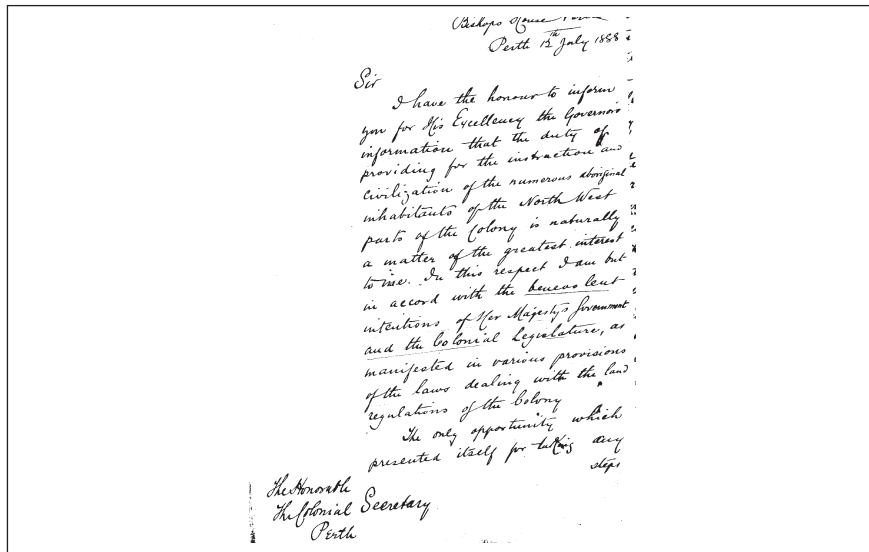 Bishops House
Perth 12th July 1888
Sir
I have the honour to inform
you for His Excellency the Governors
information that the duty of
providing for the instruction and
civilization of the numerous aboriginal
inhabitants of the North West
parts of the Colony is naturally
a matter of the greatest interest
to me. In this respect I am but
in accord with the benevolent
intentions of Her Majestys Government
and the Colonial Legislature, as
manifested in various provisions
of the laws dealing with the land
regulations of the Colony
The only opportunity which
presented itself for taking any
steps
The Honorable
The Colonial Secretary
Perth